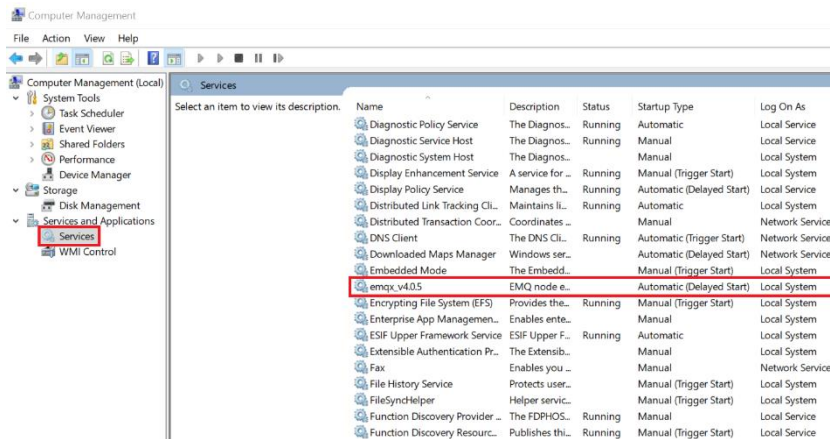 Computer Management
File Action View Help
Computer Management (Local)
System Tools
Task Scheduler
Event Viewer
Shared Folders
Performance
Device Manager
Storage
Disk Management
Services and Applications
Services
WMI Control
Services
Select an item to view its description.
Name Description Status Startup Type Log On As
Diagnostic Policy Service The Diagnos... Running Automatic Local Service
Diagnostic Service Host The Diagnos... Running Manual Local Service
Diagnostic System Host The Diagnos... Manual Local System
Display Enhancement Service A service for ... Running Manual (Trigger Start) Local System
Display Policy Service Manages th... Running Automatic (Delayed Start) Local Service
Distributed Link Tracking Cli... Maintains li... Running Automatic Local System
Distributed Transaction Coor... Coordinates ... Manual Network Service
DNS Client The DNS Cli... Running Automatic (Trigger Start) Network Service
Downloaded Maps Manager Windows ser... Automatic (Delayed Start) Network Service
Embedded Mode The Embedd... Manual (Trigger Start) Local System
emqx_v4.0.5 EMQ node e... Automatic (Delayed Start) Local System
Encrypting File System (EFS) Provides the... Running Manual (Trigger Start) Local System
Enterprise App Managemen... Enables ente... Manual Local System
ESIF Upper Framework Service ESIF Upper F... Running Automatic Local System
Extensible Authentication Pr... The Extensib... Manual Local System
Fax Enables you ... Manual Network Service
File History Service Protects user... Manual (Trigger Start) Local System
FileSyncHelper Helper servic... Manual (Trigger Start) Local System
Function Discovery Provider ... The FDPHOS... Running Manual Local Service
Function Discovery Resourc... Publishes thi... Running Manual (Trigger Start) Local Service